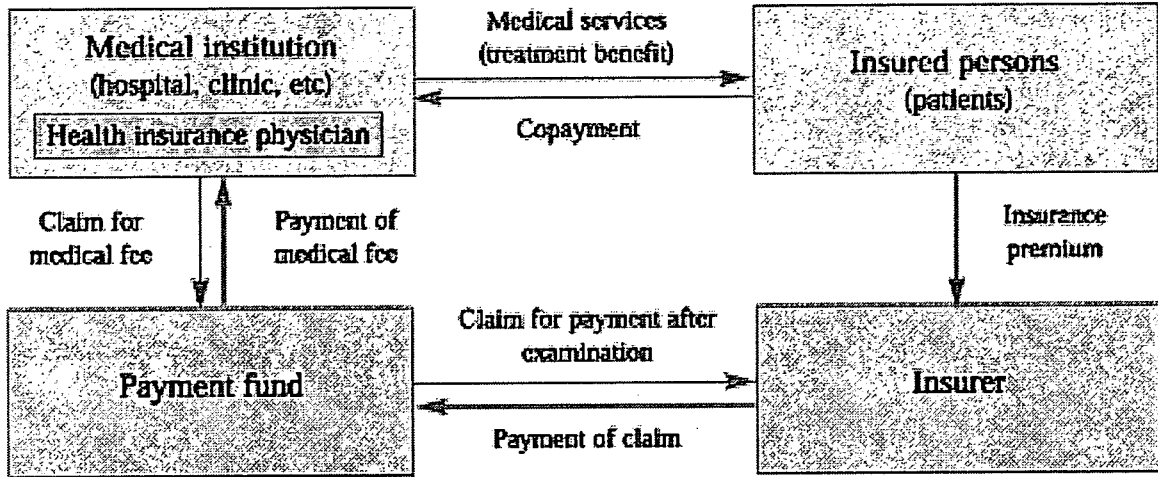 Medical institution
(hospital, clinic, etc)
Health insurance physician
Medical services
(treatment benefit)
Copayment
Insured persons
(patients)
Claim for
medical fee
Payment of
medical fee
Insurance
premium
Payment fund
Claim for payment after
examination
Payment of claim
Insurer